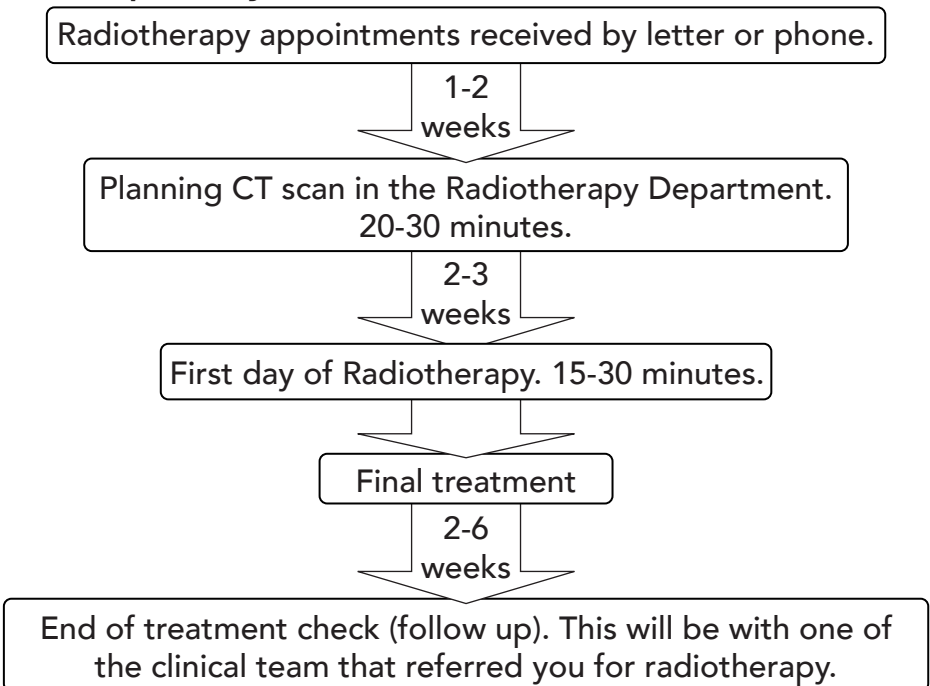 Radiotherapy appointments received by letter or phone.
1-2
weeks
Planning CT scan in the Radiotherapy Department.
20-30 minutes.
2-3
weeks
First day of Radiotherapy. 15-30 minutes.
Final treatment
2-6
weeks
End of treatment check (follow up). This will be with one of
the clinical team that referred you for radiotherapy.